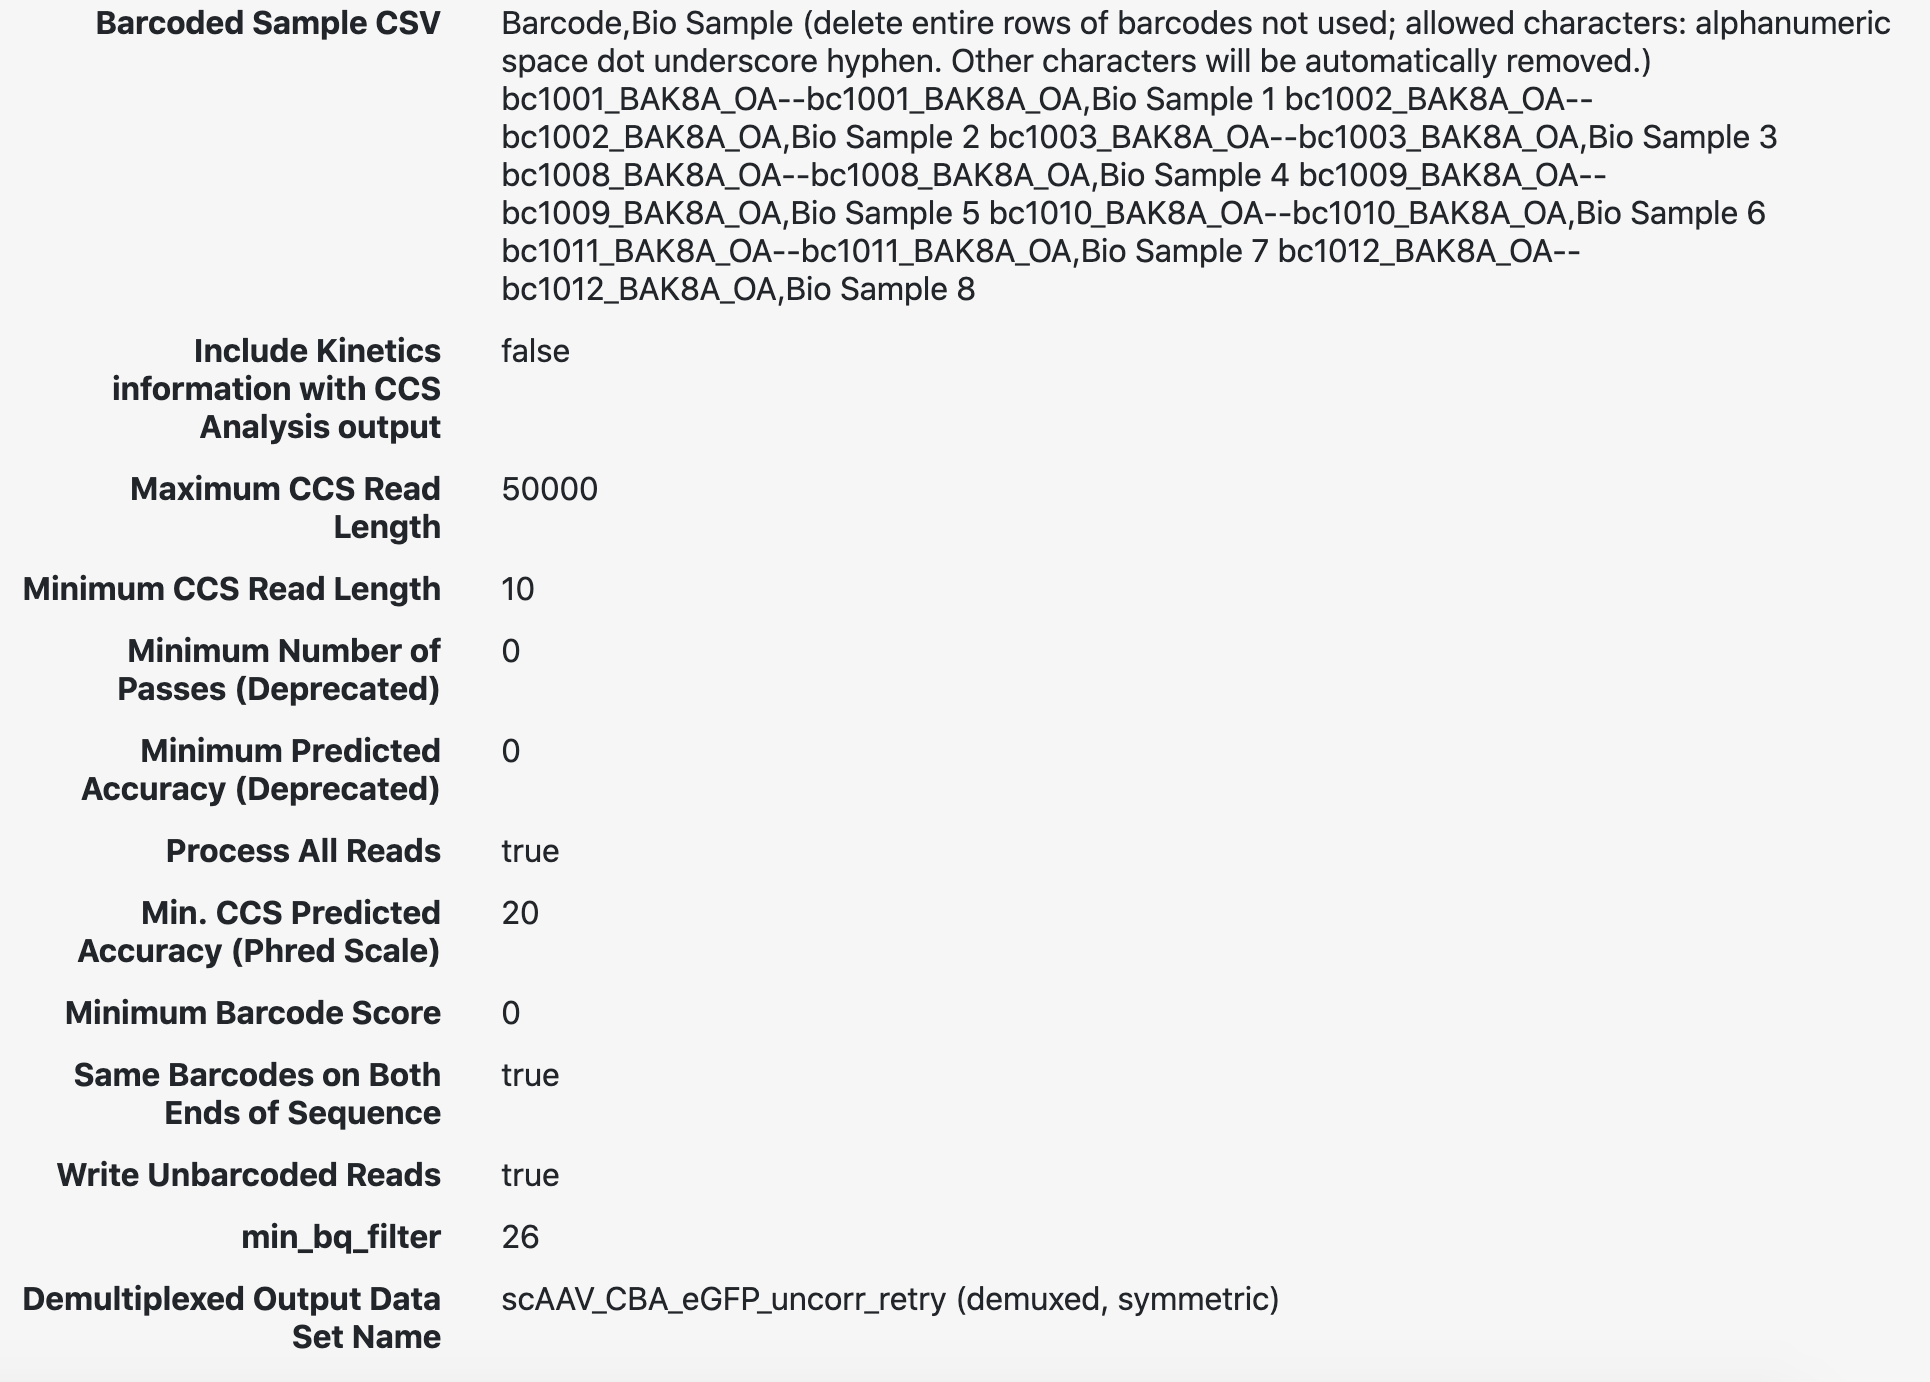 Barcoded Sample CSV
Barcode,Bio Sample (delete entire rows of barcodes not used; allowed characters: alphanumeric
space dot underscore hyphen. Other characters will be automatically removed.)
bc1001_BAK8A_OA--bc1001_BAK8A_OA,Bio Sample 1 bc1002_BAK8A_OA--
bc1002_BAK8A_OA,Bio Sample 2 bc1003_BAK8A_OA--bc1003_BAK8A_OA,Bio Sample 3
bc1008_BAK8A_OA--bc1008_BAK8A_OA,Bio Sample 4 bc1009_BAK8A_OA--
bc1009_BAK8A_OA,Bio Sample 5 bc1010_BAK8A_OA--bc1010_BAK8A_OA,Bio Sample 6
bc1011_BAK8A_OA--bc1011_BAK8A_OA,Bio Sample 7 bc1012_BAK8A_OA--
bc1012_BAK8A_OA,Bio Sample 8
Include Kinetics
information with CCS
Analysis output
false
Maximum CCS Read
Length
50000
Minimum CCS Read Length
10
Minimum Number of
Passes (Deprecated)
0
Minimum Predicted
Accuracy (Deprecated)
0
Process All Reads
true
Min. CCS Predicted
Accuracy (Phred Scale)
20
Minimum Barcode Score
0
Same Barcodes on Both
Ends of Sequence
true
Write Unbarcoded Reads
true
min_bq_filter
26
Demultiplexed Output Data
Set Name
scAAV_CBA_eGFP_uncorr_retry (demuxed, symmetric)